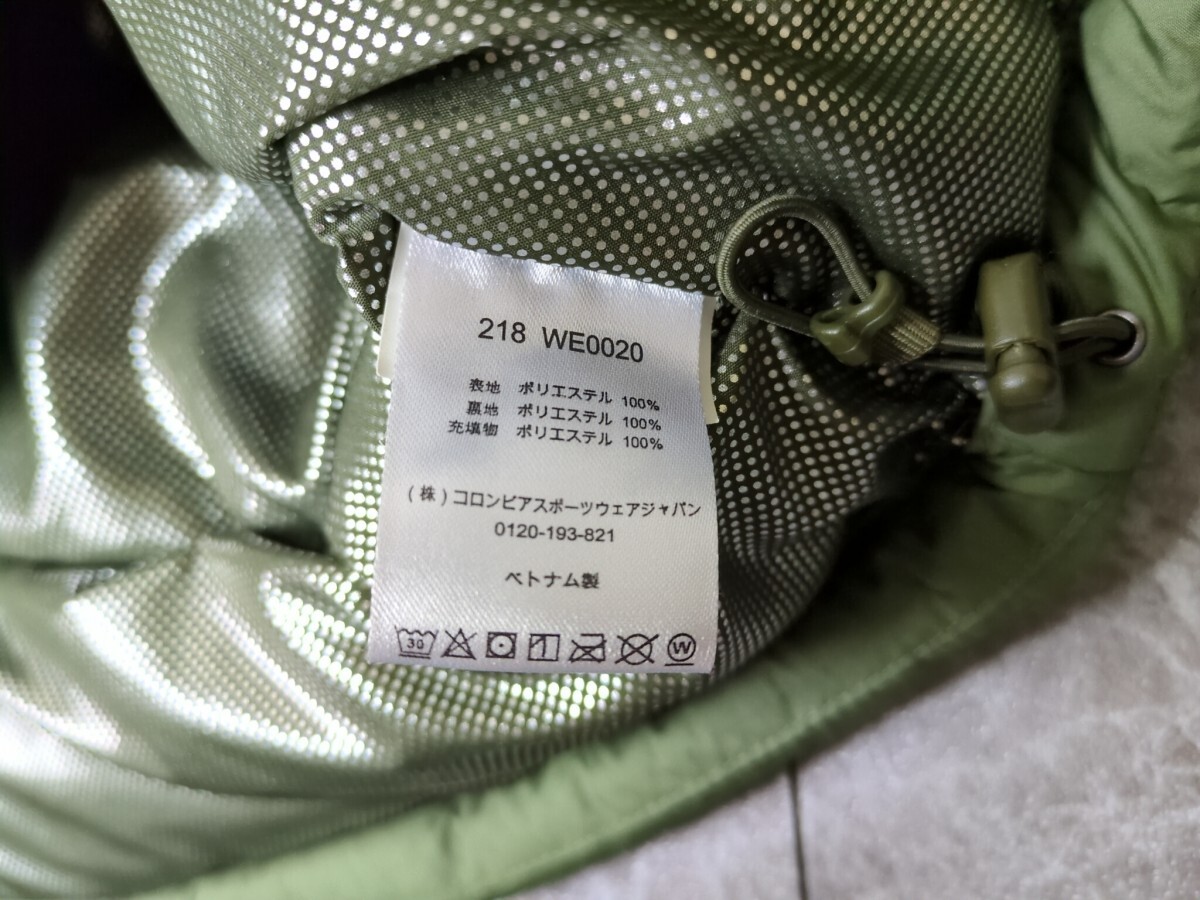 218 WE0020
表地 ポリエステル 100%
裏地 ポリエステル 100%
充填物 ポリエステル 100%
(株)コロンビアスポーツウェアジャパン
0120-193-821
ベトナム製
30 W